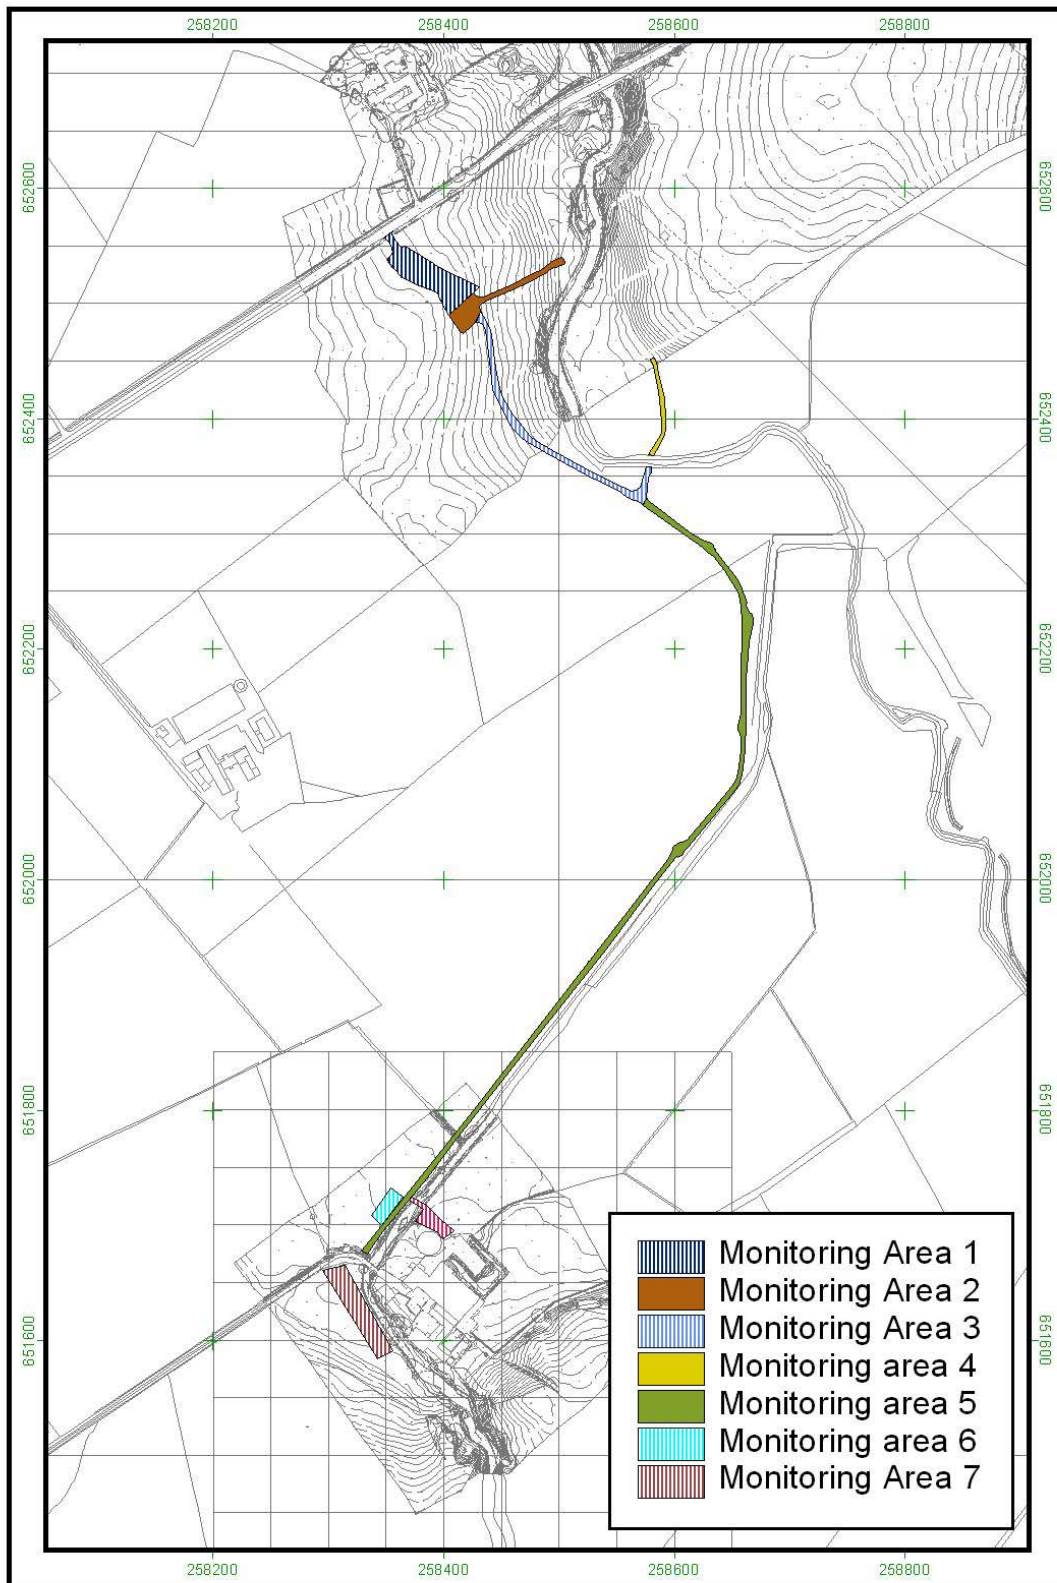 258200 258400 258600 258800
652600 652600
652400 652400
652200 652200
652000 652000
651800 651800
651600 651600
Monitoring Area 1
Monitoring Area 2
Monitoring Area 3
Monitoring area 4
Monitoring area 5
Monitoring area 6
Monitoring Area 7
258200 258400 258600 258800